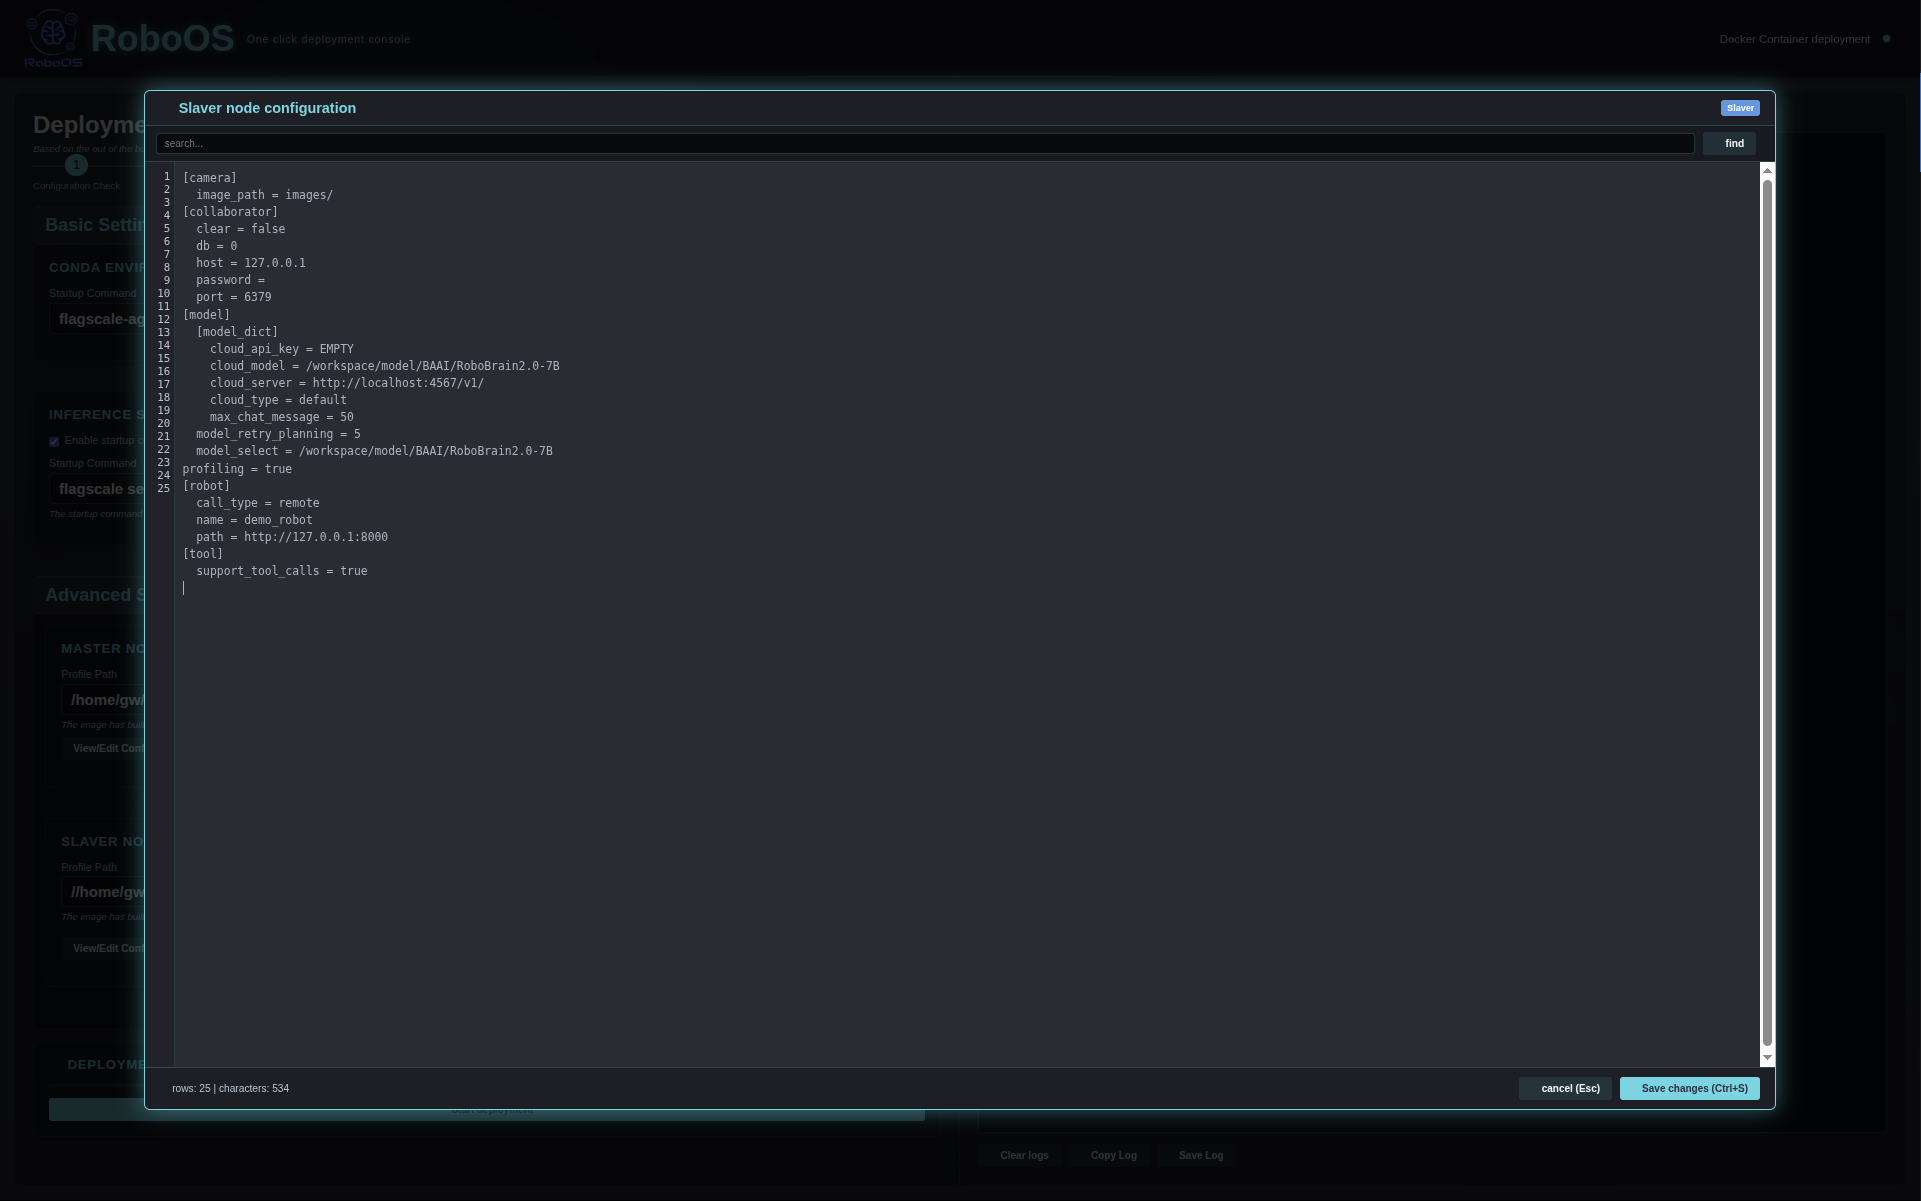 RoboOS
RoboOS
One click deployment console
Docker Container deployment
Slaver node configuration
Slaver
search...
find
1
2
3
4
5
6
7
8
9
10
11
12
13
14
15
16
17
18
19
20
21
22
23
24
25
[camera]
  image_path = images/
[collaborator]
  clear = false
  db = 0
  host = 127.0.0.1
  password =
  port = 6379
[model]
  [model_dict]
    cloud_api_key = EMPTY
    cloud_model = /workspace/model/BAAI/RoboBrain2.0-7B
    cloud_server = http://localhost:4567/v1/
    cloud_type = default
    max_chat_message = 50
  model_retry_planning = 5
  model_select = /workspace/model/BAAI/RoboBrain2.0-7B
profiling = true
[robot]
  call_type = remote
  name = demo_robot
  path = http://127.0.0.1:8000
[tool]
  support_tool_calls = true
rows: 25 | characters: 534
cancel (Esc)
Save changes (Ctrl+S)
Deployme
Based on the out of the bo
1
Configuration Check
Basic Settin
CONDA ENVIR
Startup Command
flagscale-ag
INFERENCE S
Enable startup c
Startup Command
flagscale se
The startup command
Advanced S
MASTER NO
Profile Path
/home/gw/
The image has buil
View/Edit Conf
SLAVER NO
Profile Path
//home/gw
The image has buil
View/Edit Conf
DEPLOYME
Start deployment
Clear logs
Copy Log
Save Log